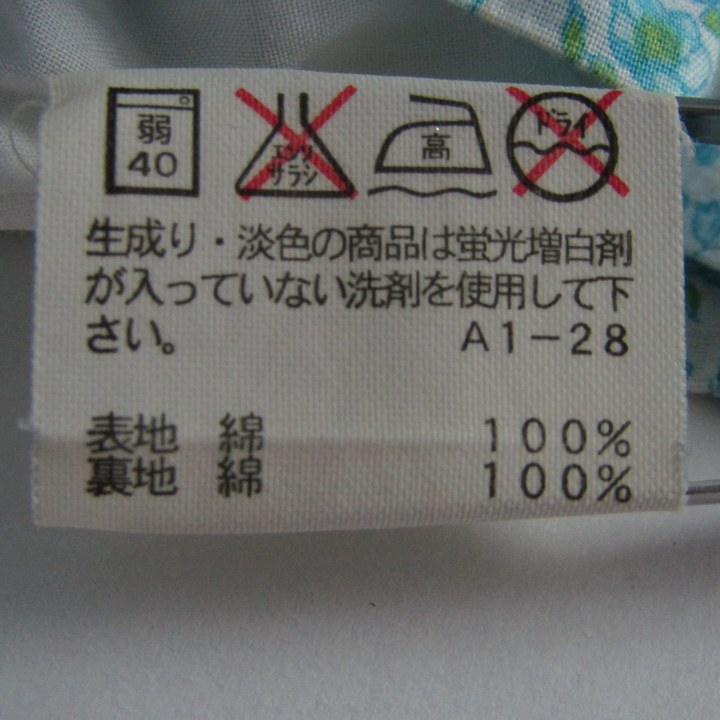 弱
40
エンソ
サラシ
高
ドライ
生成り・淡色の商品は蛍光増白剤
が入っていない洗剤を使用して下
さい。 A1-28
表地 綿 100%
裏地 綿 100%